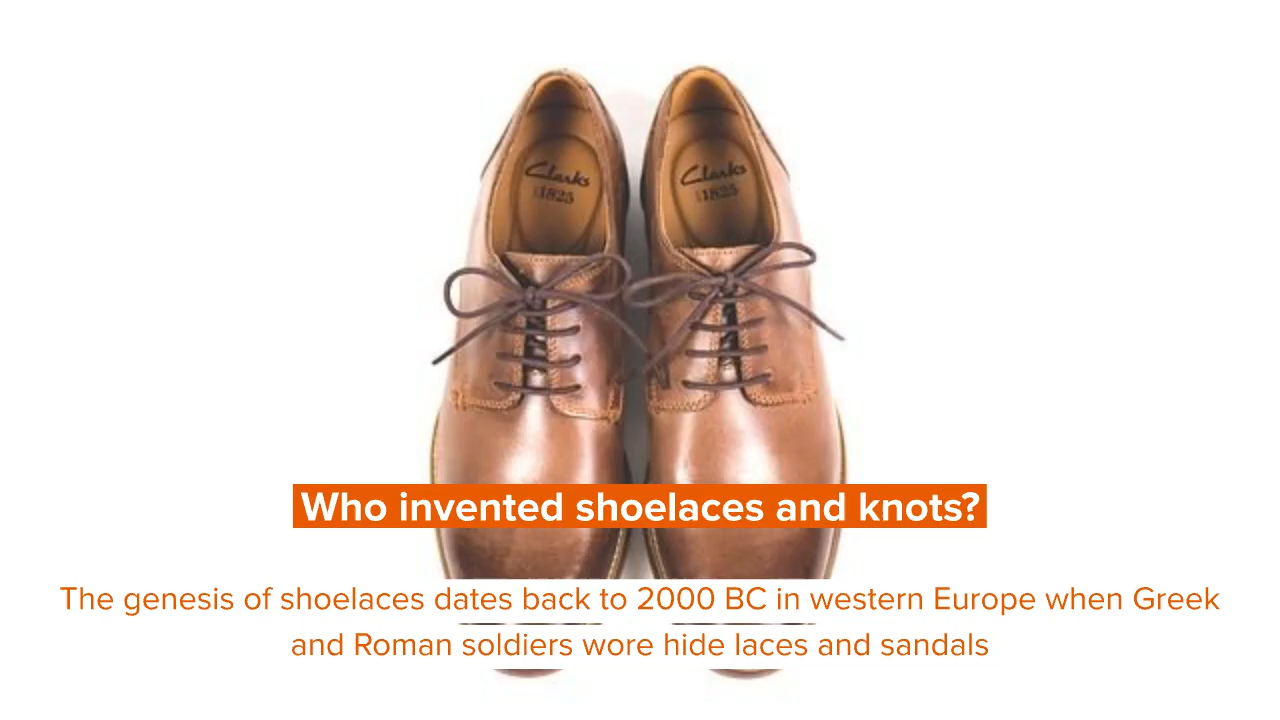 Clarks
1825
Clarks
1825
Who invented shoelaces and knots?
The genesis of shoelaces dates back to 2000 BC in western Europe when Greek
and Roman soldiers wore hide laces and sandals